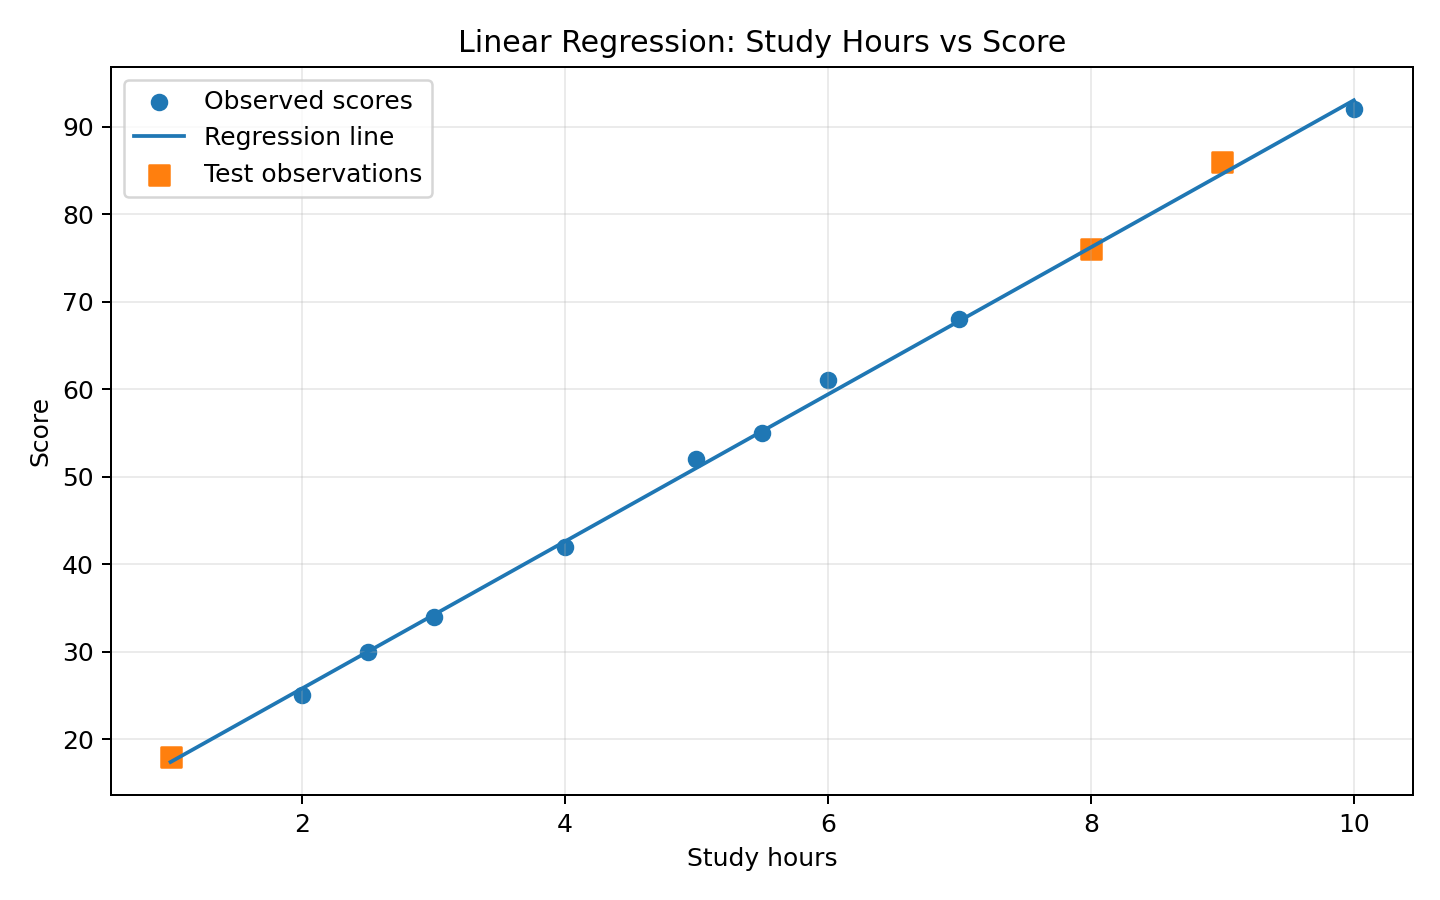 Linear Regression: Study Hours vs Score
Observed scores
Regression line
Test observations
90
80
70
60
50
40
30
20
Score
2 4 6 8 10
Study hours